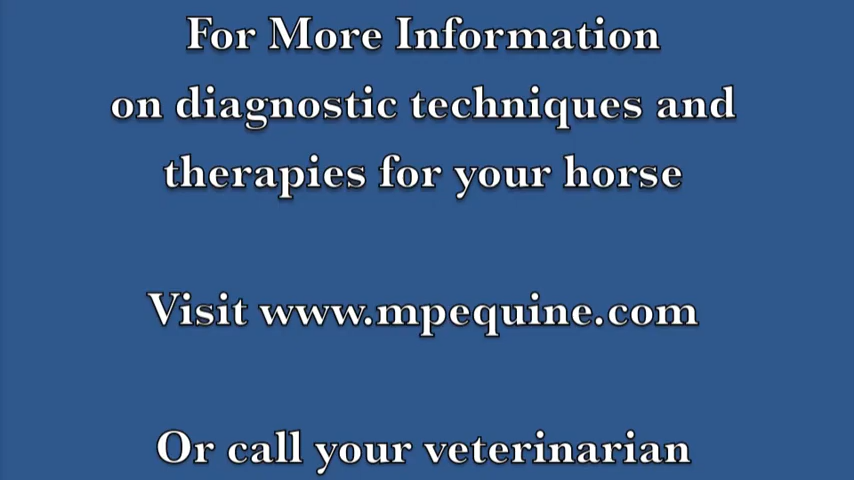 For More Information
on diagnostic techniques and
therapies for your horse
Visit www.mpequine.com
Or call your veterinarian